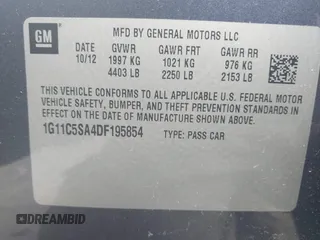 GM
MFD BY GENERAL MOTORS LLC
DATE GVWR GAWR FRT GAWR RR
10/12 1997 KG 1021 KG 976 KG
4403 LB 2250 LB 2153 LB
THIS VEHICLE CONFORMS TO ALL APPLICABLE U.S. FEDERAL MOTOR
VEHICLE SAFETY, BUMPER, AND THEFT PREVENTION STANDARDS
IN EFFECT ON THE DATE OF MANUFACTURE SHOWN ABOVE.
1G11C5SA4DF195854 TYPE: PASS CAR
DREAMBID